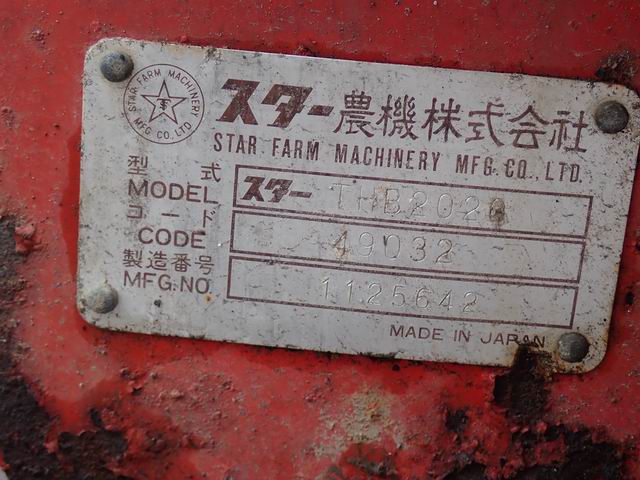 STAR FARM MACHINERY MFG CO., LTD.
スター農機株式会社
STAR FARM MACHINERY MFG.CO.,LTD.
型式 スター THB2020
MODEL
コード 49032
CODE
製造番号 1125642
MFG.NO.
MADE IN JAPAN